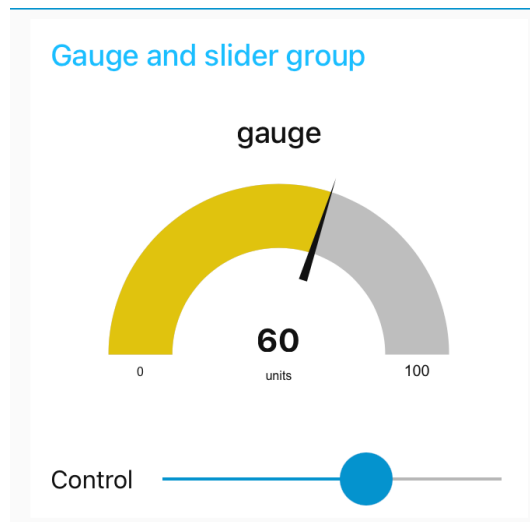 Gauge and slider group
gauge
60
0
units
100
Control